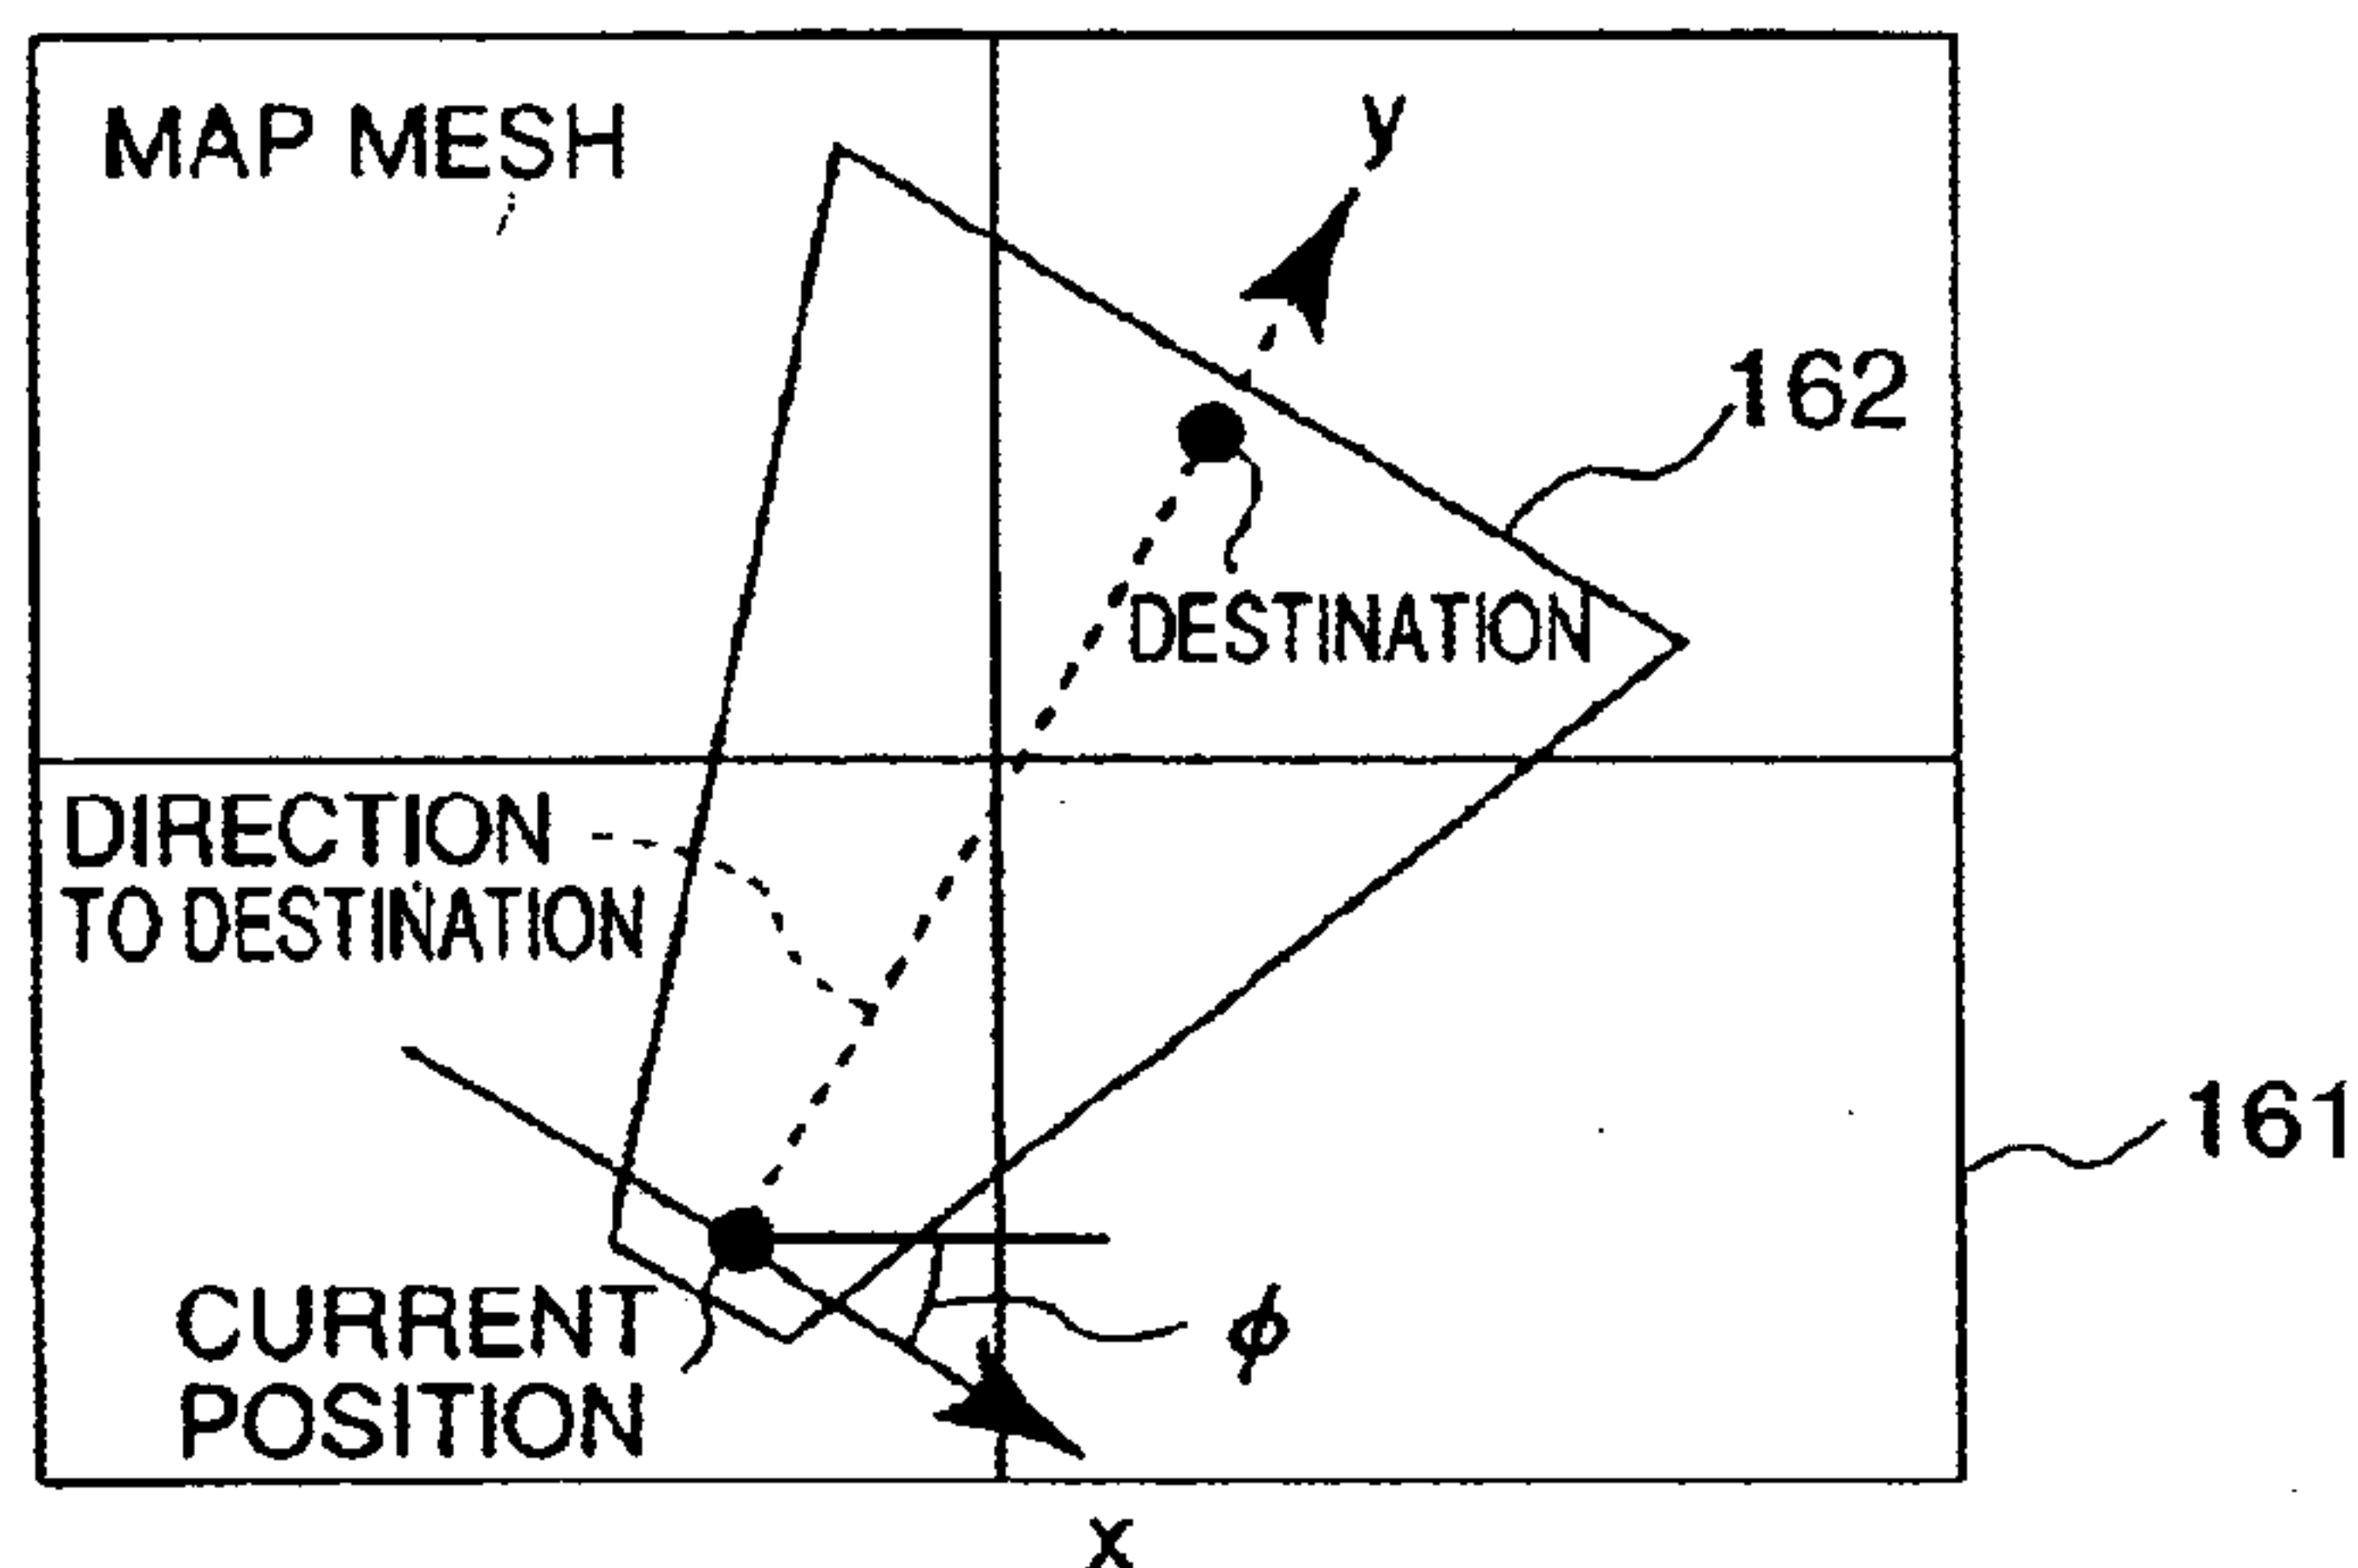 MAP MESH
y
162
DESTINATION
DIRECTION
TO DESTINATION
161
CURRENT
POSITION
ϕ
x